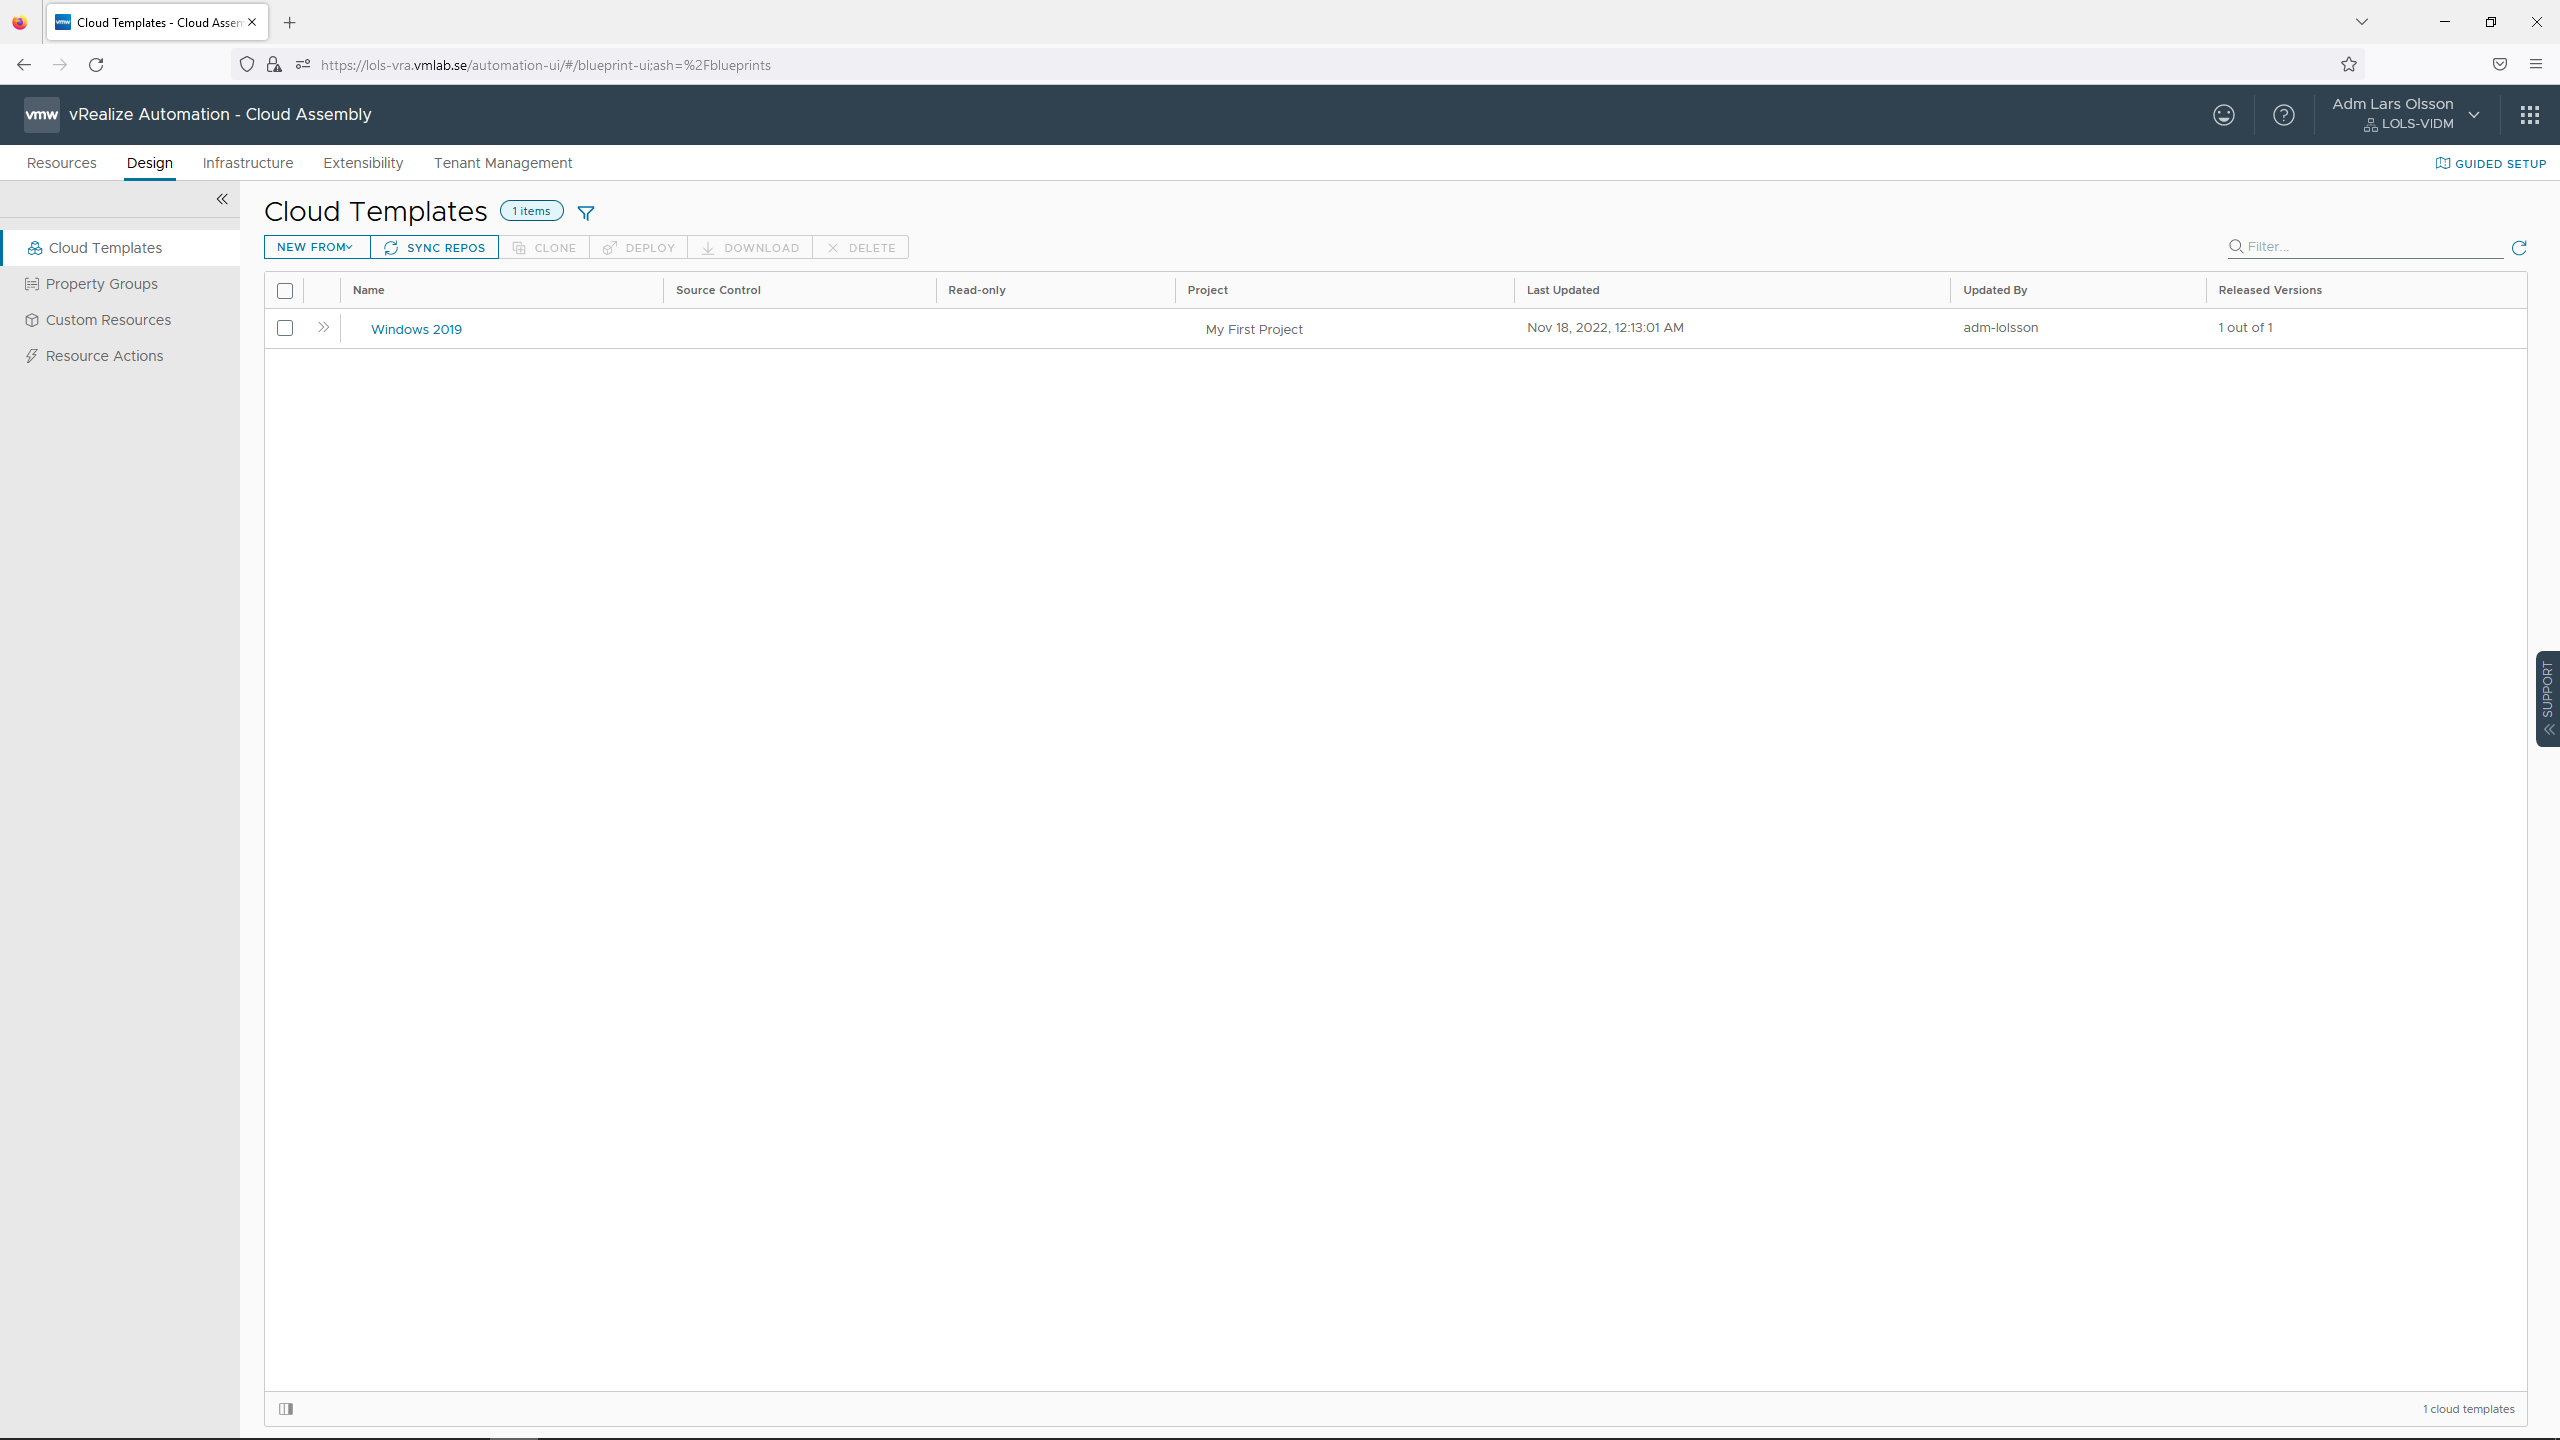 Cloud Templates - Cloud Assem
https://lols-vra.vmlab.se/automation-ui/#/blueprint-ui;ash=%2Fblueprints
vmw vRealize Automation - Cloud Assembly
Adm Lars Olsson
LOLS-VIDM
Resources Design Infrastructure Extensibility Tenant Management GUIDED SETUP
Cloud Templates
Property Groups
Custom Resources
Resource Actions
Cloud Templates 1 items
NEW FROM SYNC REPOS CLONE DEPLOY DOWNLOAD DELETE Filter...
Name Source Control Read-only Project Last Updated Updated By Released Versions
Windows 2019 My First Project Nov 18, 2022, 12:13:01 AM adm-lolsson 1 out of 1
SUPPORT
1 cloud templates